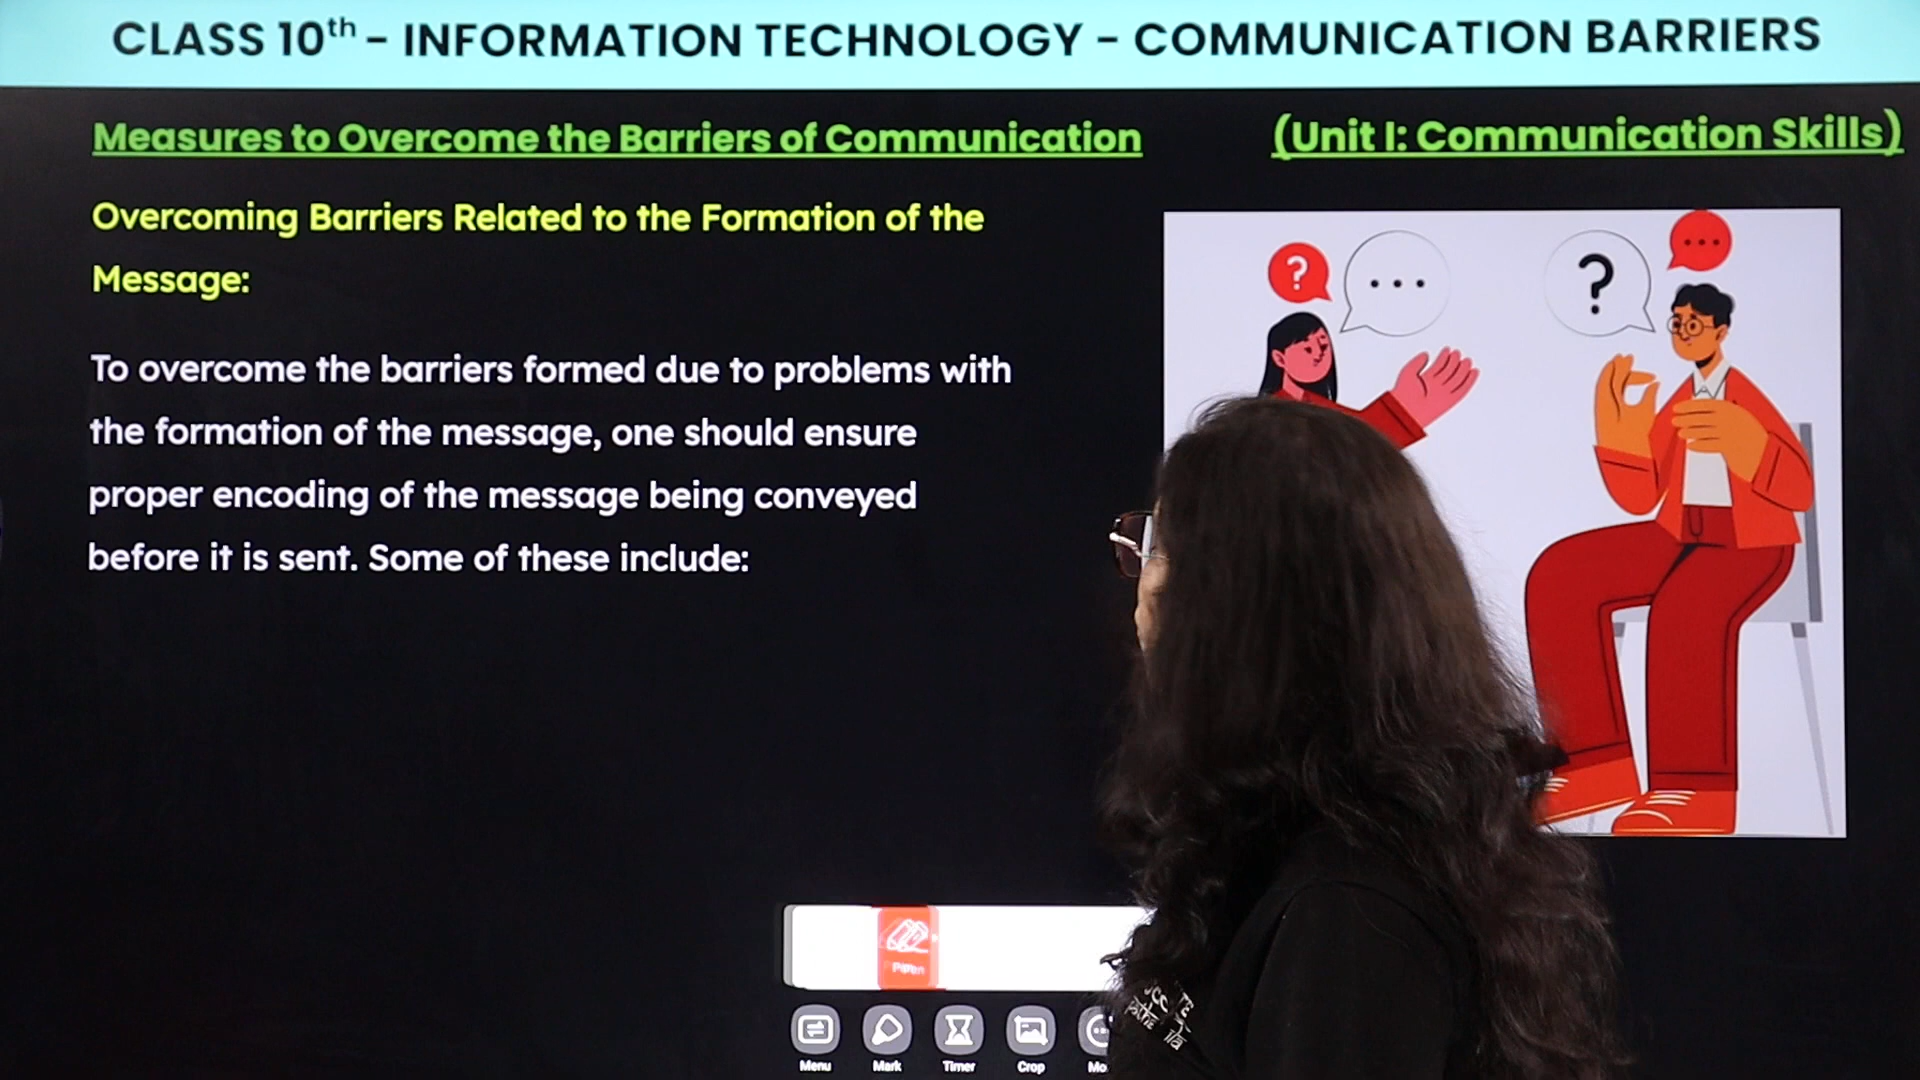 CLASS 10th - INFORMATION TECHNOLOGY - COMMUNICATION BARRIERS
Measures to Overcome the Barriers of Communication (Unit I: Communication Skills)
Overcoming Barriers Related to the Formation of the
Message:
?
...
?
...
To overcome the barriers formed due to problems with
the formation of the message, one should ensure
proper encoding of the message being conveyed
before it is sent. Some of these include:
Menu Mark Timer Crop